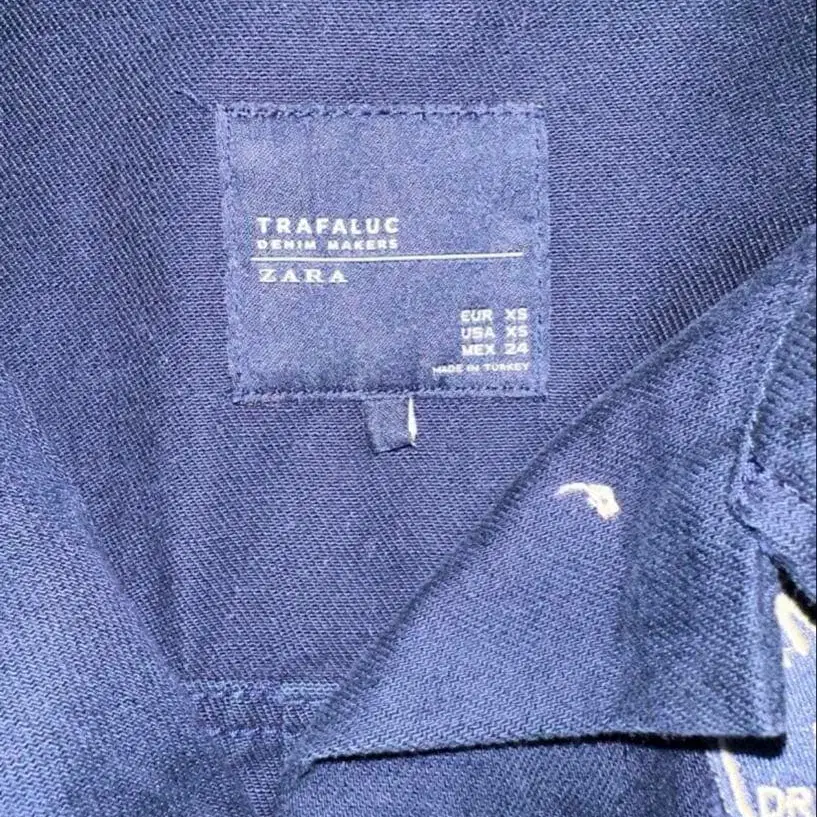 TRAFALUC
DENIM MAKERS
ZARA
EUR XS
USA XS
MEX 24
MADE IN TURKEY